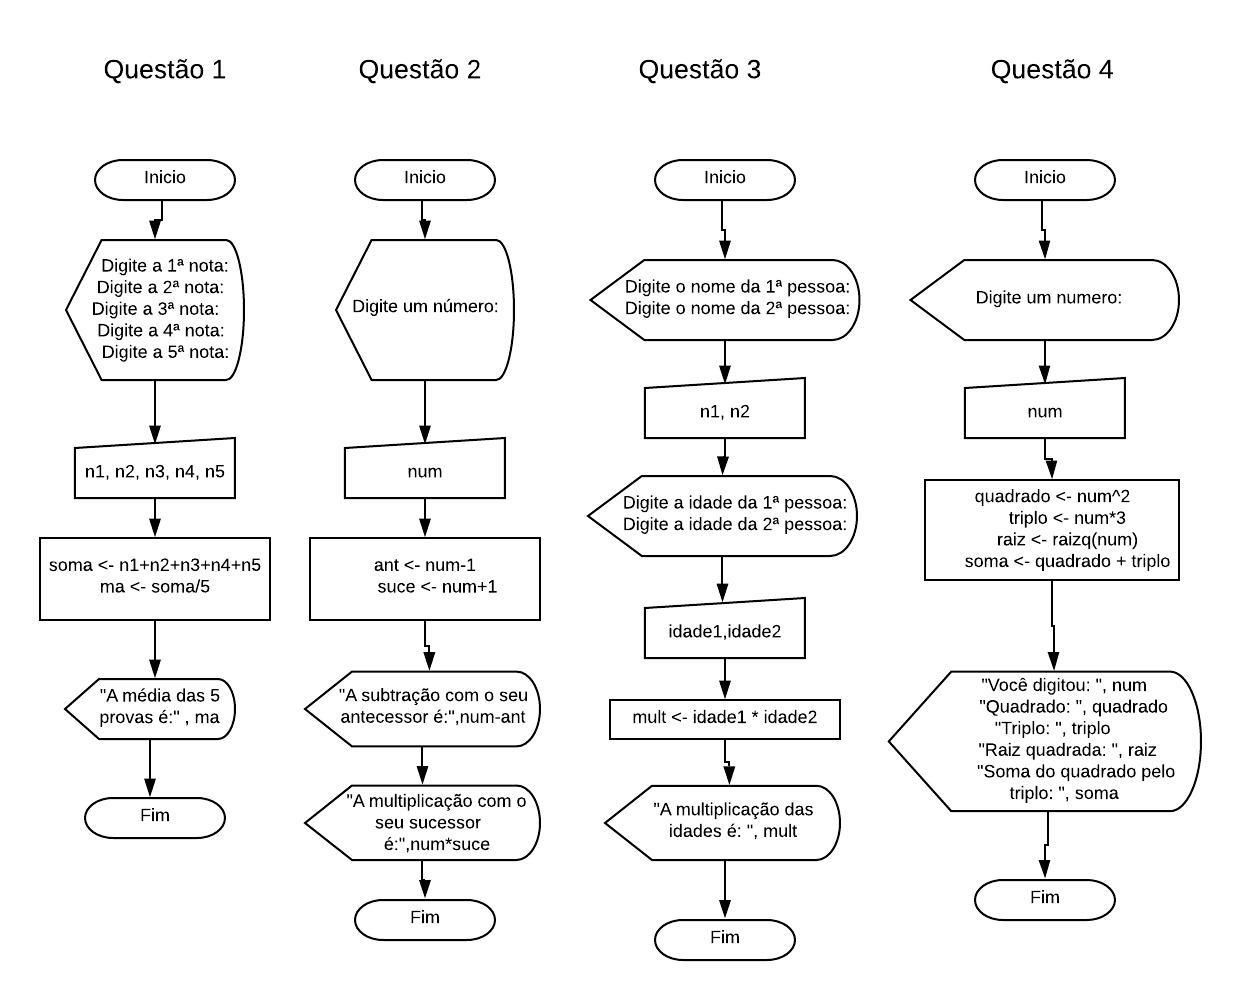 Questão 1
Inicio
Digite a 1ª nota:
Digite a 2ª nota:
Digite a 3ª nota:
Digite a 4ª nota:
Digite a 5ª nota:
n1, n2, n3, n4, n5
soma <- n1+n2+n3+n4+n5
ma <- soma/5
"A média das 5
provas é:" , ma
Fim
Questão 2
Inicio
Digite um número:
num
ant <- num-1
suce <- num+1
"A subtração com o seu
antecessor é:",num-ant
"A multiplicação com o
seu sucessor
é:",num*suce
Fim
Questão 3
Inicio
Digite o nome da 1ª pessoa:
Digite o nome da 2ª pessoa:
n1, n2
Digite a idade da 1ª pessoa:
Digite a idade da 2ª pessoa:
idade1,idade2
mult <- idade1 * idade2
"A multiplicação das
idades é: ", mult
Fim
Questão 4
Inicio
Digite um numero:
num
quadrado <- num^2
triplo <- num*3
raiz <- raizq(num)
soma <- quadrado + triplo
"Você digitou: ", num
"Quadrado: ", quadrado
"Triplo: ", triplo
"Raiz quadrada: ", raiz
"Soma do quadrado pelo
triplo: ", soma
Fim